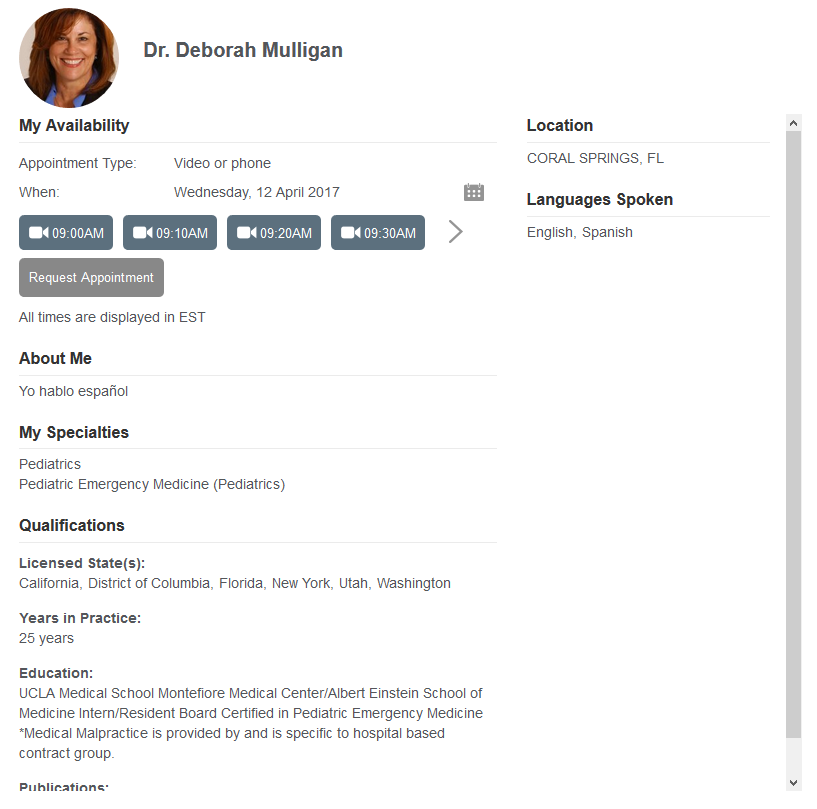 Dr. Deborah Mulligan
My Availability
Appointment Type: Video or phone
When: Wednesday, 12 April 2017
09:00AM 09:10AM 09:20AM 09:30AM
Request Appointment
All times are displayed in EST
About Me
Yo hablo español
My Specialties
Pediatrics
Pediatric Emergency Medicine (Pediatrics)
Qualifications
Licensed State(s):
California, District of Columbia, Florida, New York, Utah, Washington
Years in Practice:
25 years
Education:
UCLA Medical School Montefiore Medical Center/Albert Einstein School of
Medicine Intern/Resident Board Certified in Pediatric Emergency Medicine
*Medical Malpractice is provided by and is specific to hospital based
contract group.
Publications:
Location
CORAL SPRINGS, FL
Languages Spoken
English, Spanish